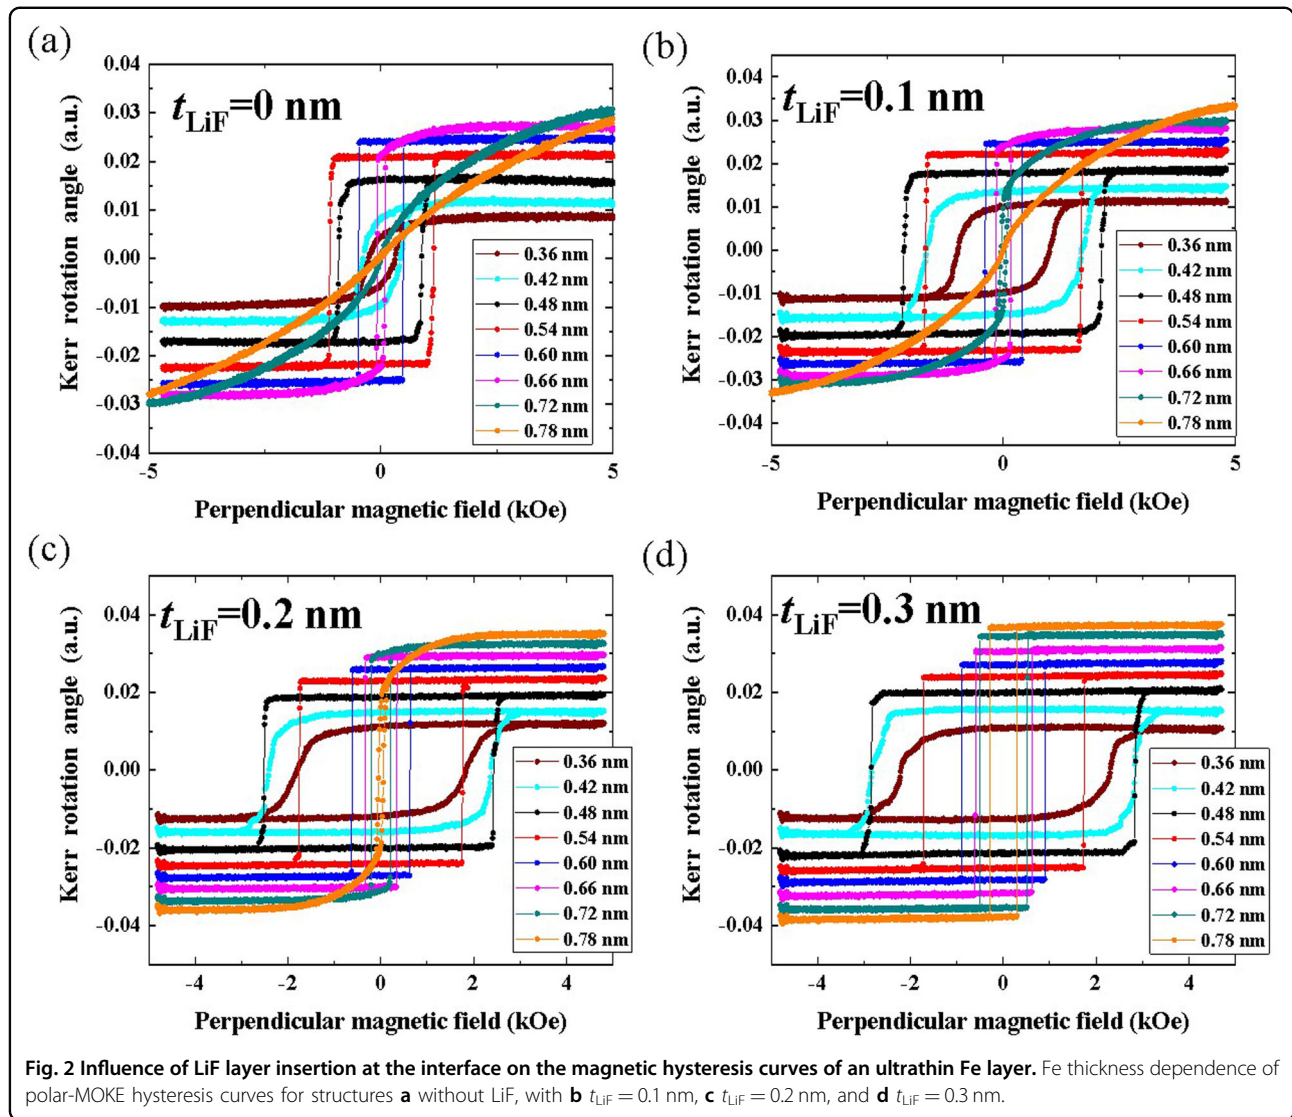 (a)
Kerr rotation angle (a.u.)
0.04
0.03
0.02
0.01
0.00
-0.01
-0.02
-0.03
-0.04
tLiF=0 nm
0.36 nm
0.42 nm
0.48 nm
0.54 nm
0.60 nm
0.66 nm
0.72 nm
0.78 nm
-5
0
5
Perpendicular magnetic field (kOe)
(b)
Kerr rotation angle (a.u.)
0.04
0.03
0.02
0.01
0.00
-0.01
-0.02
-0.03
-0.04
tLiF=0.1 nm
0.36 nm
0.42 nm
0.48 nm
0.54 nm
0.60 nm
0.66 nm
0.72 nm
0.78 nm
-5
0
5
Perpendicular magnetic field (kOe)
(c)
Kerr rotation angle (a.u.)
0.04
0.02
0.00
-0.02
-0.04
tLiF=0.2 nm
0.36 nm
0.42 nm
0.48 nm
0.54 nm
0.60 nm
0.66 nm
0.72 nm
0.78 nm
-4
-2
0
2
4
Perpendicular magnetic field (kOe)
(d)
Kerr rotation angle (a.u.)
0.04
0.02
0.00
-0.02
-0.04
tLiF=0.3 nm
0.36 nm
0.42 nm
0.48 nm
0.54 nm
0.60 nm
0.66 nm
0.72 nm
0.78 nm
-4
-2
0
2
4
Perpendicular magnetic field (kOe)
Fig. 2 Influence of LiF layer insertion at the interface on the magnetic hysteresis curves of an ultrathin Fe layer. Fe thickness dependence of
polar-MOKE hysteresis curves for structures a without LiF, with b tLiF = 0.1 nm, c tLiF = 0.2 nm, and d tLiF = 0.3 nm.